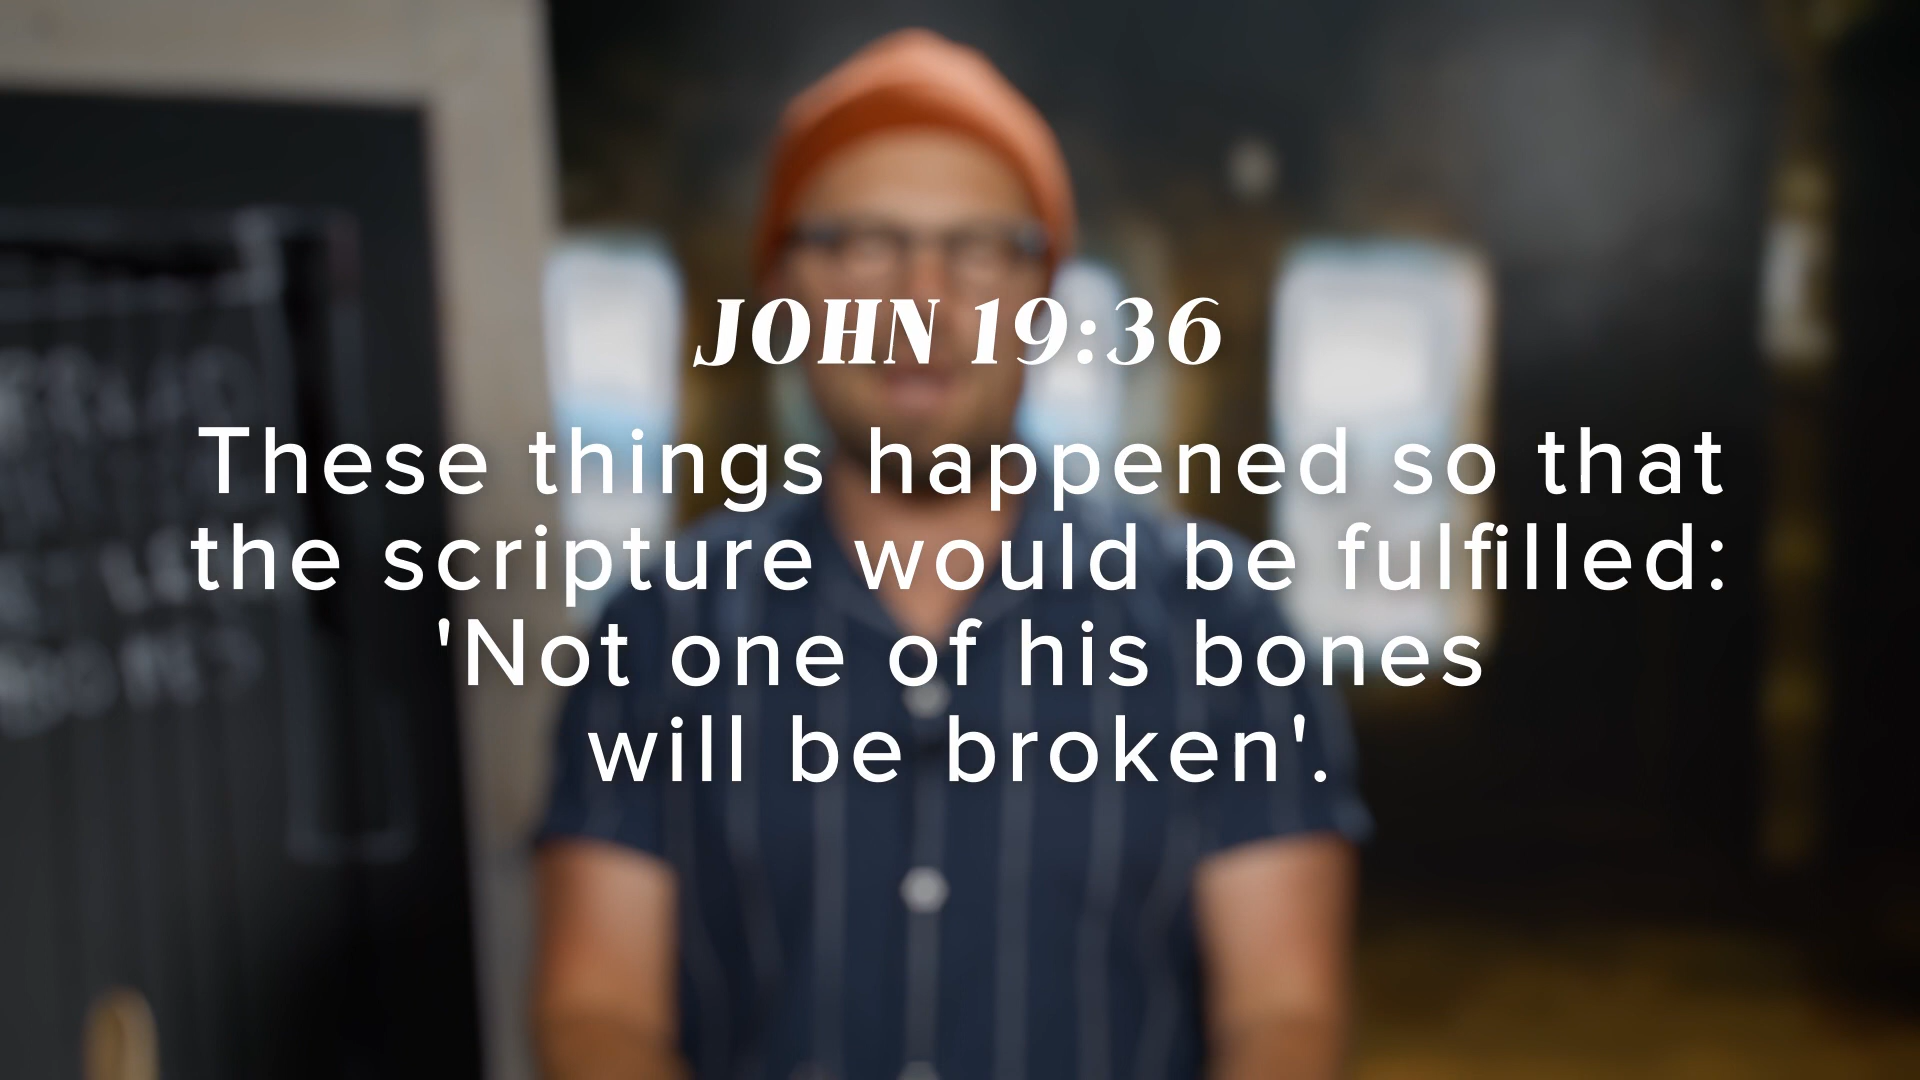 JOHN 19:36
These things happened so that
the scripture would be fulfilled:
'Not one of his bones
will be broken'.